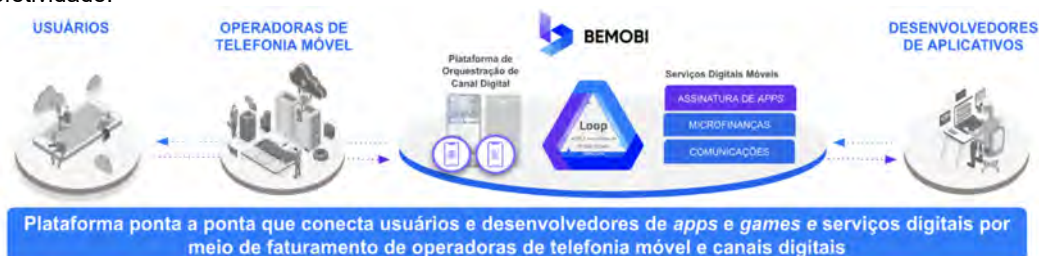 USUÁRIOS
OPERADORAS DE
TELEFONIA MÓVEL
BEMOBI
DESENVOLVEDORES
DE APLICATIVOS
Plataforma de
Orquestração de
Canal Digital
Loop
Serviços Digitais Móveis
ASSINATURA DE APPS
MICROFINANÇAS
COMUNICAÇÕES
Plataforma ponta a ponta que conecta usuários e desenvolvedores de apps e games e serviços digitais por
meio de faturamento de operadoras de telefonia móvel e canais digitais